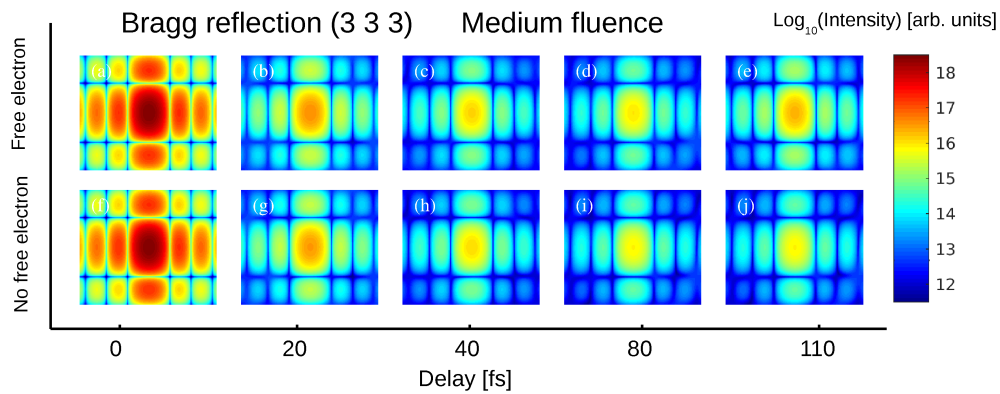 Bragg reflection (3 3 3) Medium fluence
Log10(Intensity) [arb. units]
Free electron
(a) (b) (c) (d) (e)
No free electron
(f) (g) (h) (i) (j)
18
17
16
15
14
13
12
0 20 40 80 110
Delay [fs]